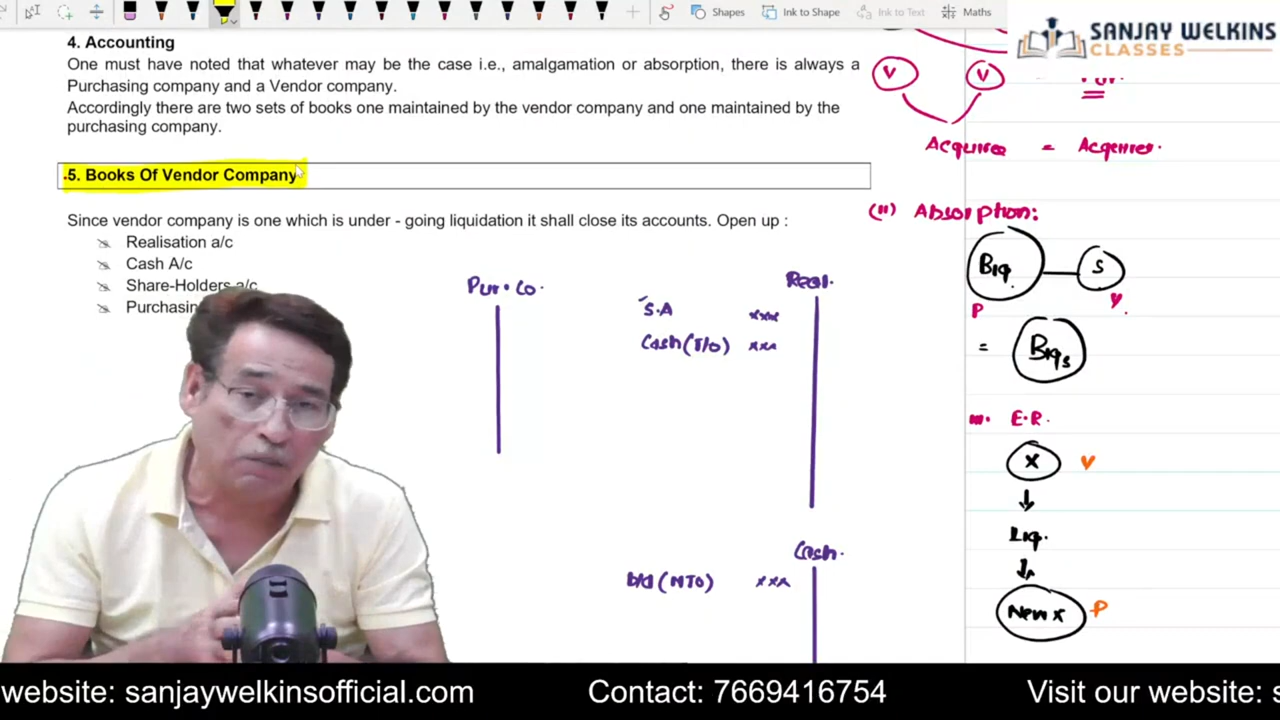 Shapes
Ink to Shape
Ink to Text
Maths
SANJAY WELKINS
CLASSES
4. Accounting
One must have noted that whatever may be the case i.e., amalgamation or absorption, there is always a
Purchasing company and a Vendor company.
Accordingly there are two sets of books one maintained by the vendor company and one maintained by the
purchasing company.
5. Books Of Vendor Company
Since vendor company is one which is under - going liquidation it shall close its accounts. Open up :
Realisation a/c
Cash A/c
Share-Holders a/c
Purchasin
Pur. Co.
Real.
S.A xxx
Cash (T/O) xxx
Cash.
b/d (NTO) xxx
V V
Acquiree = Acquirer.
(ii) Absorption:
Big S
P V.
= Bigs
III. E.R.
X V
Liq.
New X P
website: sanjaywelkinsofficial.com
Contact: 7669416754
Visit our website: s